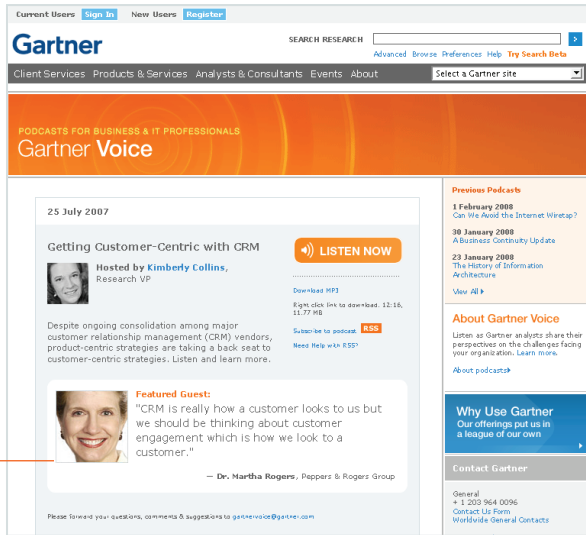 Current Users Sign In New Users Register
Gartner
SEARCH RESEARCH
Advanced Browse Preferences Help Try Search Beta
Client Services Products & Services Analysts & Consultants Events About
Select a Gartner site
PODCASTS FOR BUSINESS & IT PROFESSIONALS
Gartner Voice
25 July 2007
Getting Customer-Centric with CRM
Hosted by Kimberly Collins,
Research VP
Despite ongoing consolidation among major
customer relationship management (CRM) vendors,
product-centric strategies are taking a back seat to
customer-centric strategies. Listen and learn more.
LISTEN NOW
Download MP3
Right click link to download. 12:16,
11.77 MB
Subscribe to podcast RSS
Need Help with RSS?
Featured Guest:
"CRM is really how a customer looks to us but
we should be thinking about customer
engagement which is how we look to a
customer."
— Dr. Martha Rogers, Peppers & Rogers Group
Please forward your questions, comments & suggestions to gartnervoice@gartner.com
Previous Podcasts
1 February 2008
Can We Avoid the Internet Wiretap?
30 January 2008
A Business Continuity Update
23 January 2008
The History of Information
Architecture
View All
About Gartner Voice
Listen as Gartner analysts share their
perspectives on the challenges facing
your organization. Learn more.
About podcasts
Why Use Gartner
Our offerings put us in
a league of our own
Contact Gartner
General
+ 1 203 964 0096
Contact Us Form
Worldwide General Contacts